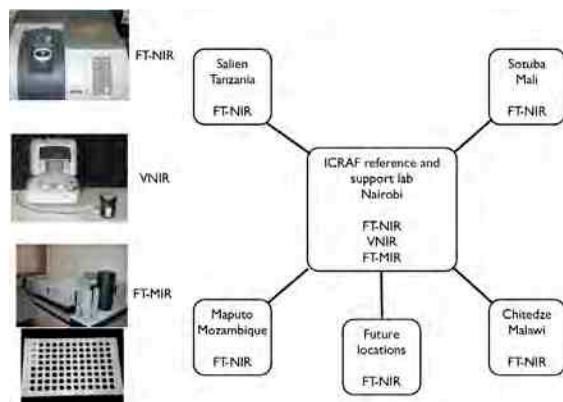 FT-NIR
VNIR
FT-MIR
Salien
Tanzania
FT-NIR
Sotuba
Mali
FT-NIR
ICRAF reference and
support lab
Nairobi
FT-NIR
VNIR
FT-MIR
Maputo
Mozambique
FT-NIR
Future
locations
FT-NIR
Chitedze
Malawi
FT-NIR